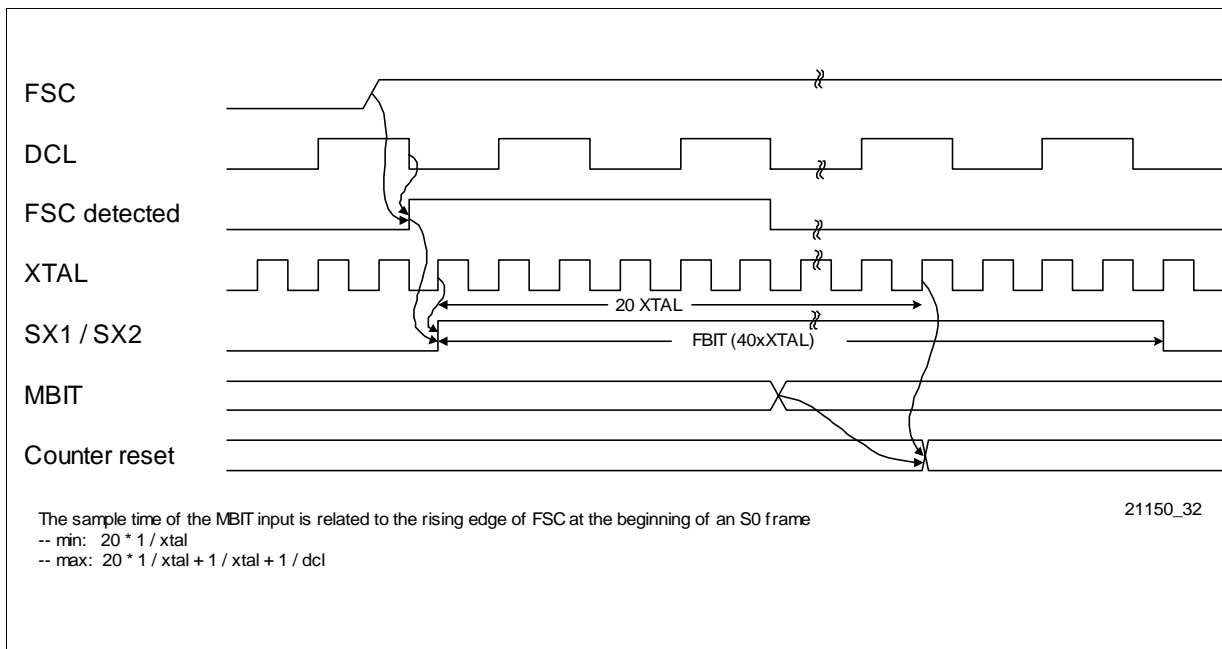 FSC
DCL
FSC detected
XTAL
20 XTAL
SX1 / SX2
FBIT (40xXTAL)
MBIT
Counter reset
The sample time of the MBIT input is related to the rising edge of FSC at the beginning of an S0 frame
21150_32
-- min: 20 * 1 / xtal
-- max: 20 * 1 / xtal + 1 / xtal + 1 / dcl